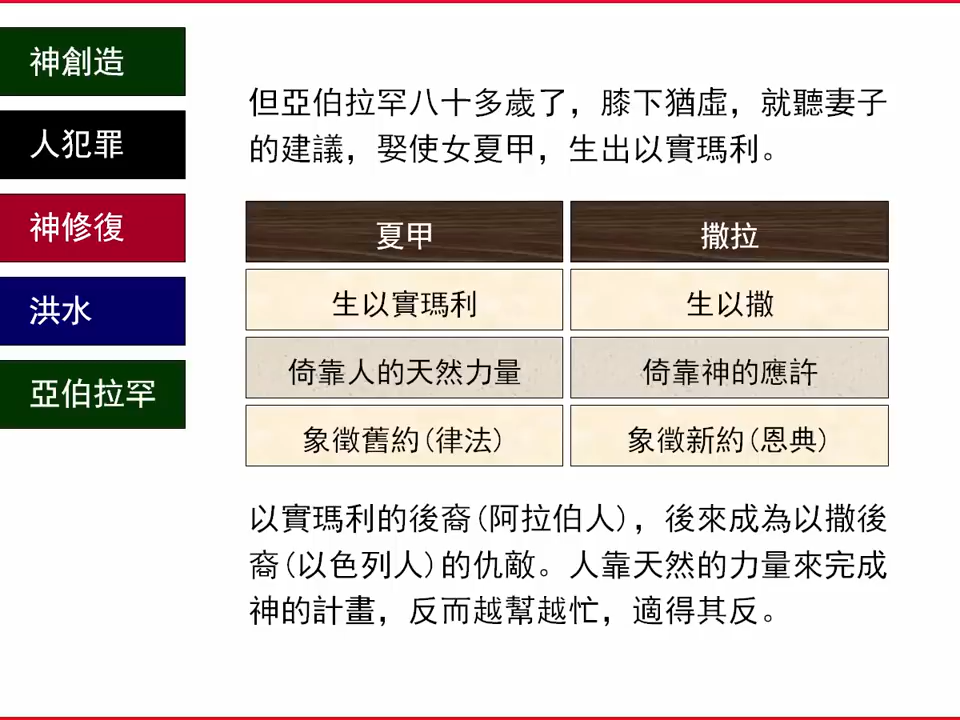 神創造
人犯罪
神修復
洪水
亞伯拉罕
但亞伯拉罕八十多歲了，膝下猶虛，就聽妻子
的建議，娶使女夏甲，生出以實瑪利。
夏甲 撒拉
生以實瑪利 生以撒
倚靠人的天然力量 倚靠神的應許
象徵舊約(律法) 象徵新約(恩典)
以實瑪利的後裔(阿拉伯人)，後來成為以撒後
裔(以色列人)的仇敵。人靠天然的力量來完成
神的計畫，反而越幫越忙，適得其反。